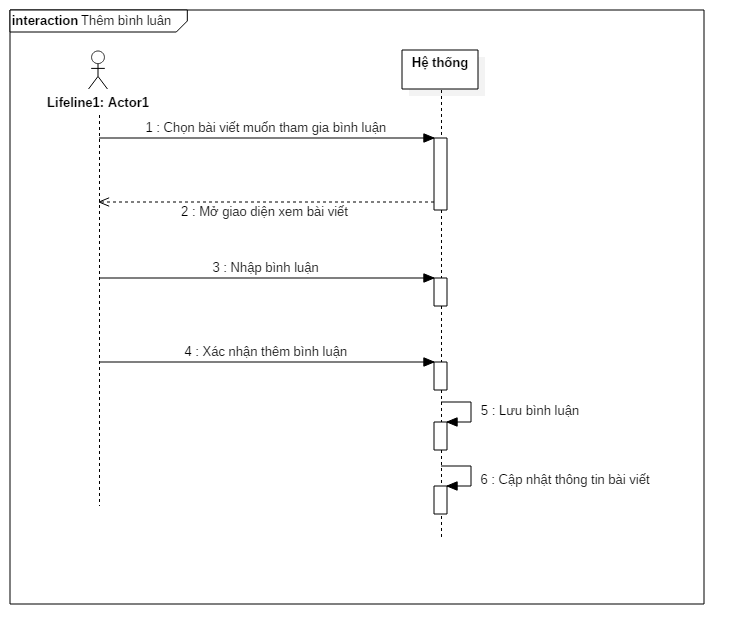 interaction Thêm bình luân
Hệ thống
Lifeline1: Actor1
1 : Chọn bài viết muốn tham gia bình luận
2 : Mở giao diện xem bài viết
3 : Nhập bình luận
4 : Xác nhận thêm bình luận
5 : Lưu bình luận
6 : Cập nhật thông tin bài viết